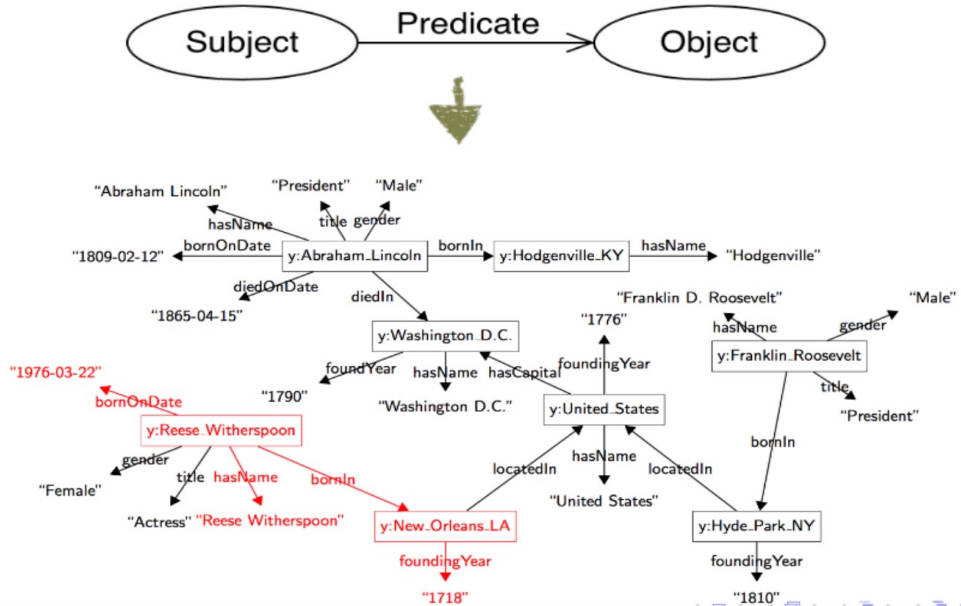 Subject
Predicate
Object
“Abraham Lincoln”
“President”
“Male”
hasName
title
gender
“1809-02-12”
bornOnDate
y:Abraham_Lincoln
bornIn
y:Hodgenville_KY
hasName
“Hodgenville”
diedOnDate
“1865-04-15”
diedIn
“Franklin D. Roosevelt”
“Male”
hasName
gender
y:Washington_D.C.
“1776”
y:Franklin_Roosevelt
“1976-03-22”
foundYear
hasName
hasCapital
foundingYear
title
bornOnDate
“1790”
“Washington D.C.”
y:United_States
“President”
y:Reese_Witherspoon
bornIn
gender
title
hasName
bornIn
locatedIn
hasName
locatedIn
“Female”
“Actress”
“Reese Witherspoon”
“United States”
y:New_Orleans_LA
y:Hyde_Park_NY
foundingYear
foundingYear
“1718”
“1810”